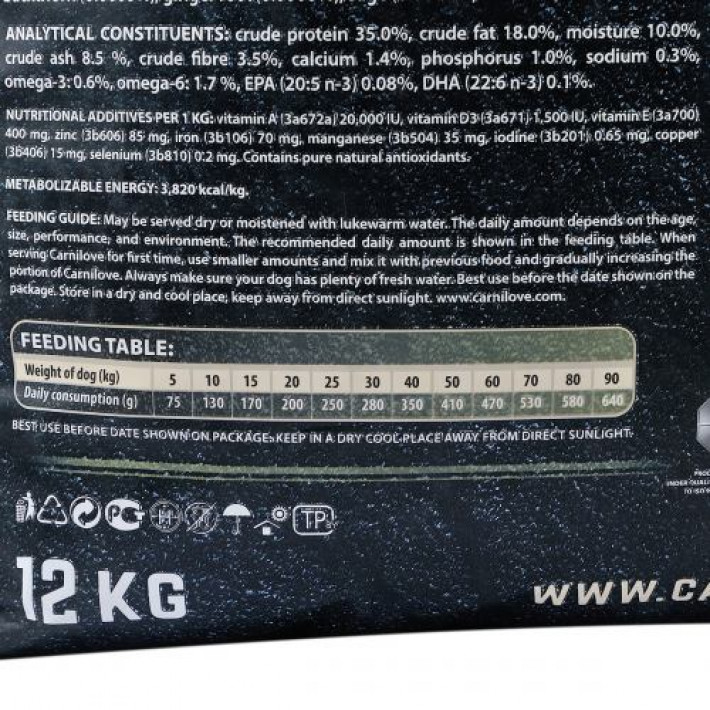 ANALYTICAL CONSTITUENTS: crude protein 35.0%, crude fat 18.0%, moisture 10.0%,
crude ash 8.5 %, crude fibre 3.5%, calcium 1.4%, phosphorus 1.0%, sodium 0.3%,
omega-3: 0.6%, omega-6: 1.7 %, EPA (20:5 n-3) 0.08%, DHA (22:6 n-3) 0.1%.
NUTRITIONAL ADDITIVES PER 1 KG: vitamin A (3a672a) 20,000 IU, vitamin D3 (3a671) 1,500 IU, vitamin E (3a700)
400 mg, zinc (3b606) 85 mg, iron (3b106) 70 mg, manganese (3b504) 35 mg, iodine (3b201) 0.65 mg, copper
(3b406) 15 mg, selenium (3b810) 0.2 mg. Contains pure natural antioxidants.
METABOLIZABLE ENERGY: 3,820 kcal/kg.
FEEDING GUIDE: May be served dry or moistened with lukewarm water. The daily amount depends on the age,
size, performance, and environment. The recommended daily amount is shown in the feeding table. When
serving Carnilove for first time, use smaller amounts and mix it with previous food and gradually increasing the
portion of Carnilove. Always make sure your dog has plenty of fresh water. Best use before the date shown on the
package. Store in a dry and cool place; keep away from direct sunlight. www.carnilove.com.
FEEDING TABLE:
Weight of dog (kg) 5 10 15 20 25 30 40 50 60 70 80 90
Daily consumption (g) 75 130 170 200 250 280 350 410 470 530 580 640
BEST USE BEFORE DATE SHOWN ON PACKAGE. KEEP IN A DRY COOL PLACE AWAY FROM DIRECT SUNLIGHT.
TP
12 KG
WWW.CA